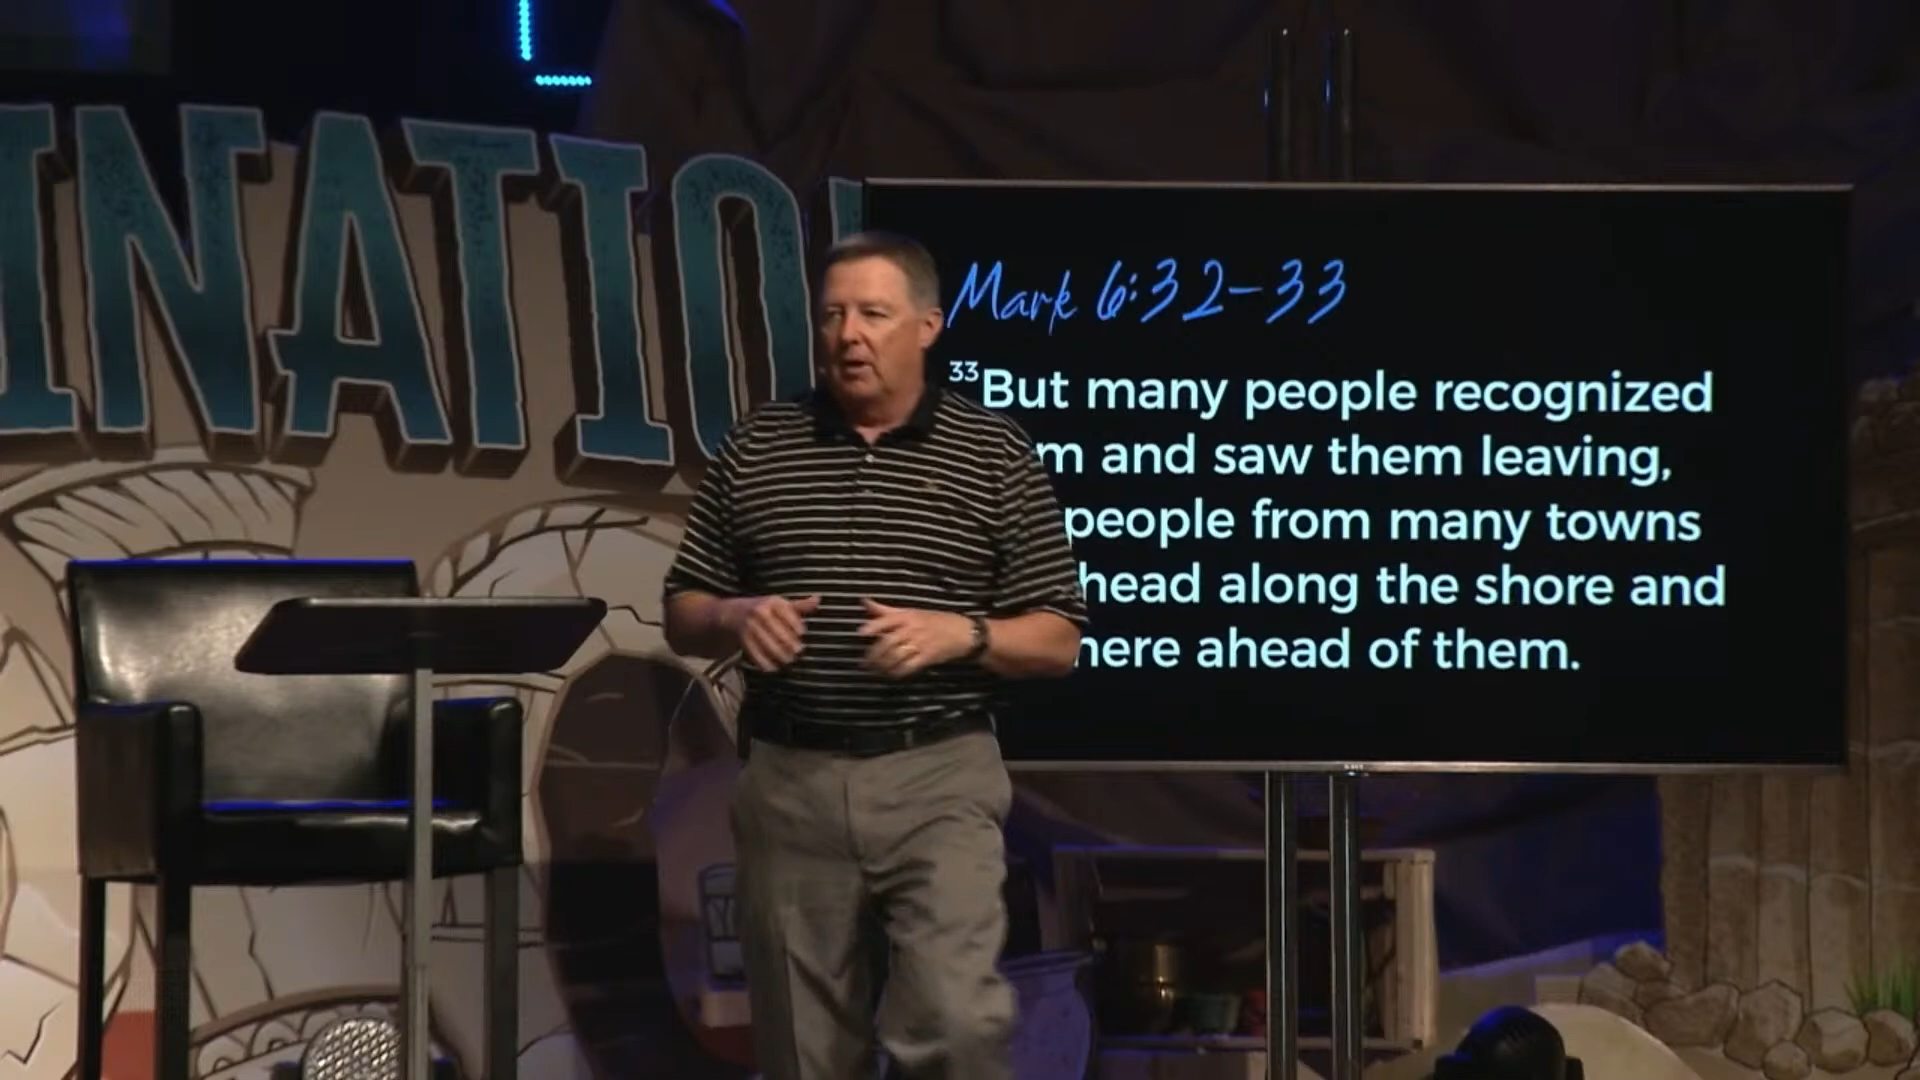 INATIO
Mark 6:32-33
33But many people recognized
m and saw them leaving,
people from many towns
head along the shore and
here ahead of them.